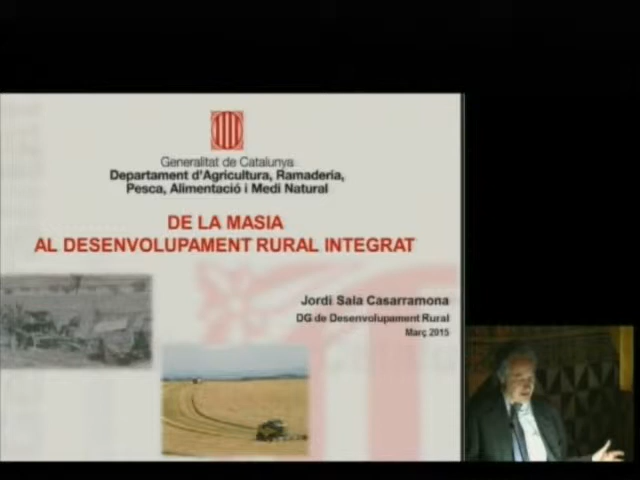 Generalitat de Catalunya
Departament d'Agricultura, Ramaderia,
Pesca, Alimentació i Medi Natural
DE LA MASIA
AL DESENVOLUPAMENT RURAL INTEGRAT
Jordi Sala Casarramona
DG de Desenvolupament Rural
Març 2015